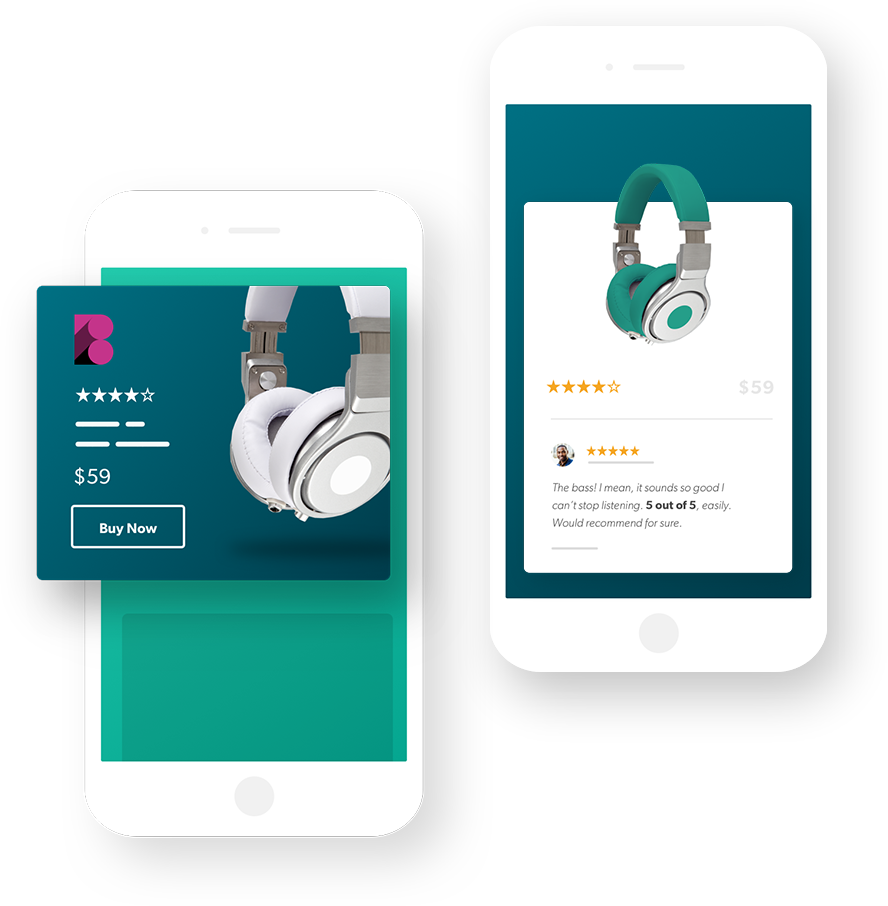 $59
Buy Now
$59
The bass! I mean, it sounds so good I
can't stop listening. 5 out of 5, easily.
Would recommend for sure.